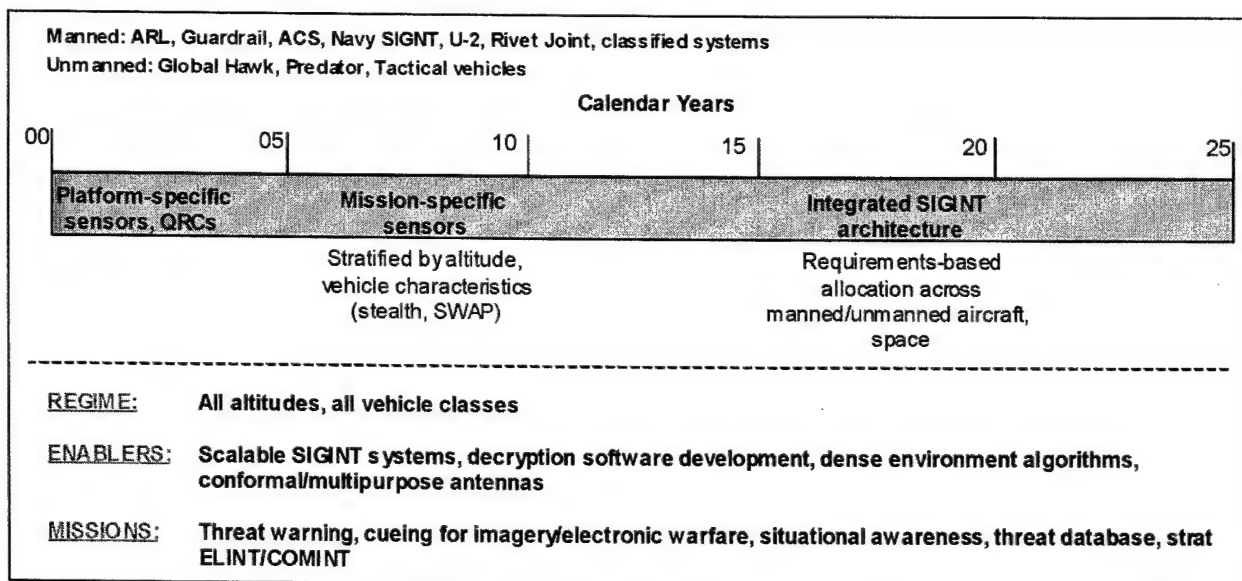 Manned: ARL, Guardrail, ACS, Navy SIGNT, U-2, Rivet Joint, classified systems
Unmanned: Global Hawk, Predator, Tactical vehicles
Calendar Years
00 05 10 15 20 25
Platform-specific Mission-specific Integrated SIGINT
sensors, QRCs sensors architecture
Stratified by altitude, Requirements-based
vehicle characteristics allocation across
(stealth, SWAP) manned/unmanned aircraft,
space
REGIME: All altitudes, all vehicle classes
ENABLERS: Scalable SIGINT systems, decryption software development, dense environment algorithms,
conformal/multipurpose antennas
MISSIONS: Threat warning, cueing for imagery/electronic warfare, situational awareness, threat database, strat
ELINT/COMINT